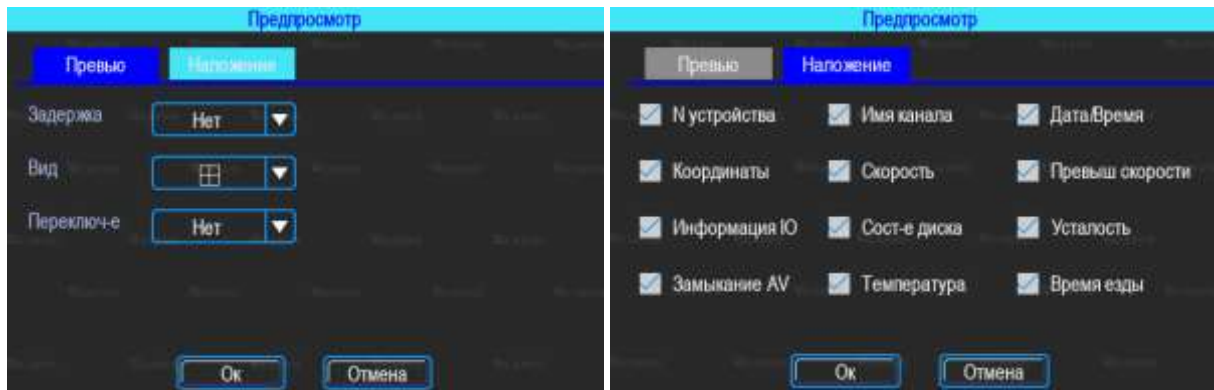 Предпросмотр
Превью Наложение
Задержка Нет
Вид
Переключ-е Нет
Ок Отмена
Предпросмотр
Превью Наложение
N устройства Имя канала Дата/Время
Координаты Скорость Превыш скорости
Информация IO Сост-е диска Усталость
Замыкание AV Температура Время езды
Ок Отмена